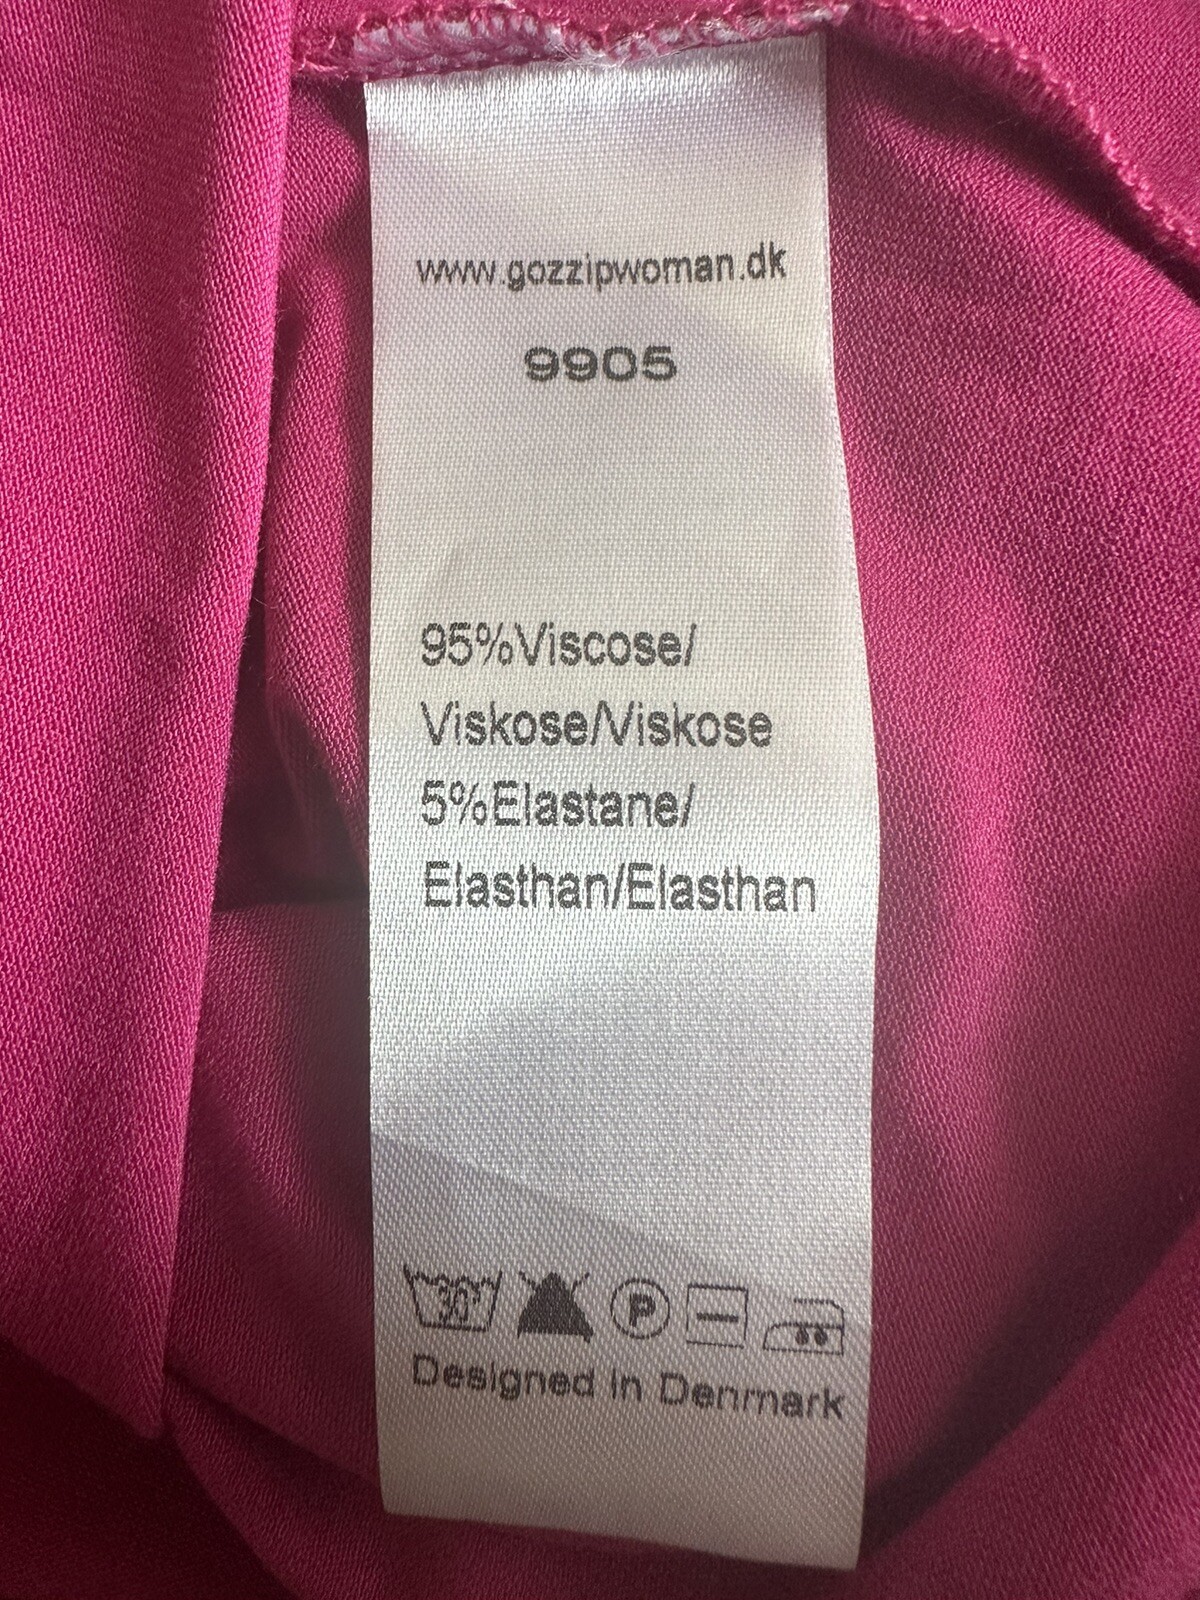 www.gozzipwoman.dk
9905
95%Viscose/
Viskose/Viskose
5%Elastane/
Elasthan/Elasthan
30° P
Designed in Denmark